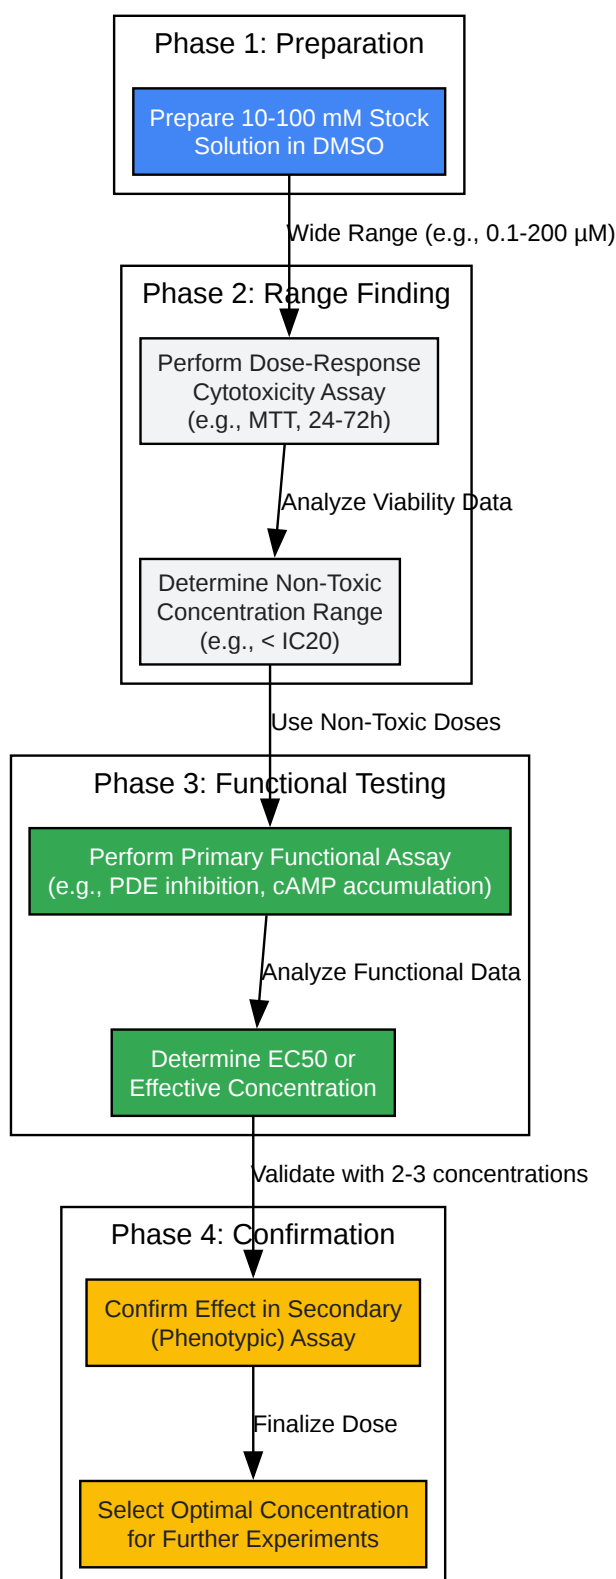 Phase 1: Preparation
Prepare 10-100 mM Stock
Solution in DMSO
Wide Range (e.g., 0.1-200 µM)
Phase 2: Range Finding
Perform Dose-Response
Cytotoxicity Assay
(e.g., MTT, 24-72h)
Analyze Viability Data
Determine Non-Toxic
Concentration Range
(e.g., < IC20)
Use Non-Toxic Doses
Phase 3: Functional Testing
Perform Primary Functional Assay
(e.g., PDE inhibition, cAMP accumulation)
Analyze Functional Data
Determine EC50 or
Effective Concentration
Validate with 2-3 concentrations
Phase 4: Confirmation
Confirm Effect in Secondary
(Phenotypic) Assay
Finalize Dose
Select Optimal Concentration
for Further Experiments